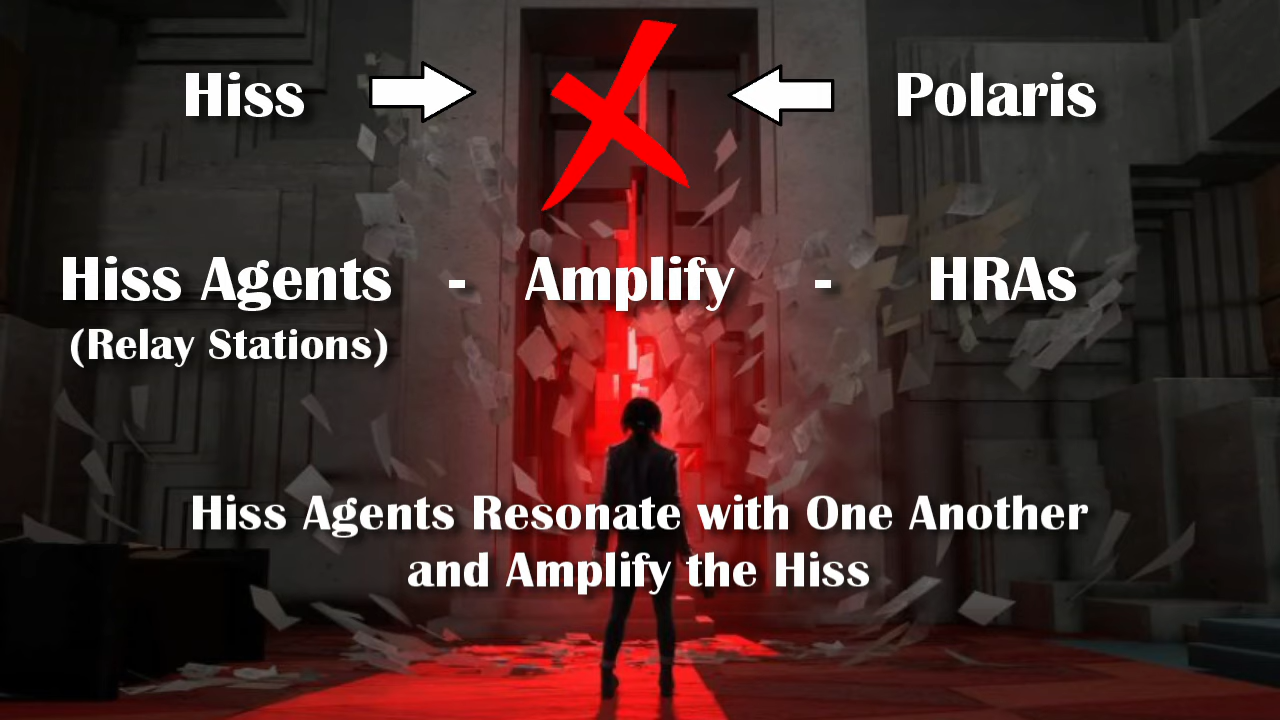 Hiss Polaris
Hiss Agents - Amplify - HRAs
(Relay Stations)
Hiss Agents Resonate with One Another
and Amplify the Hiss